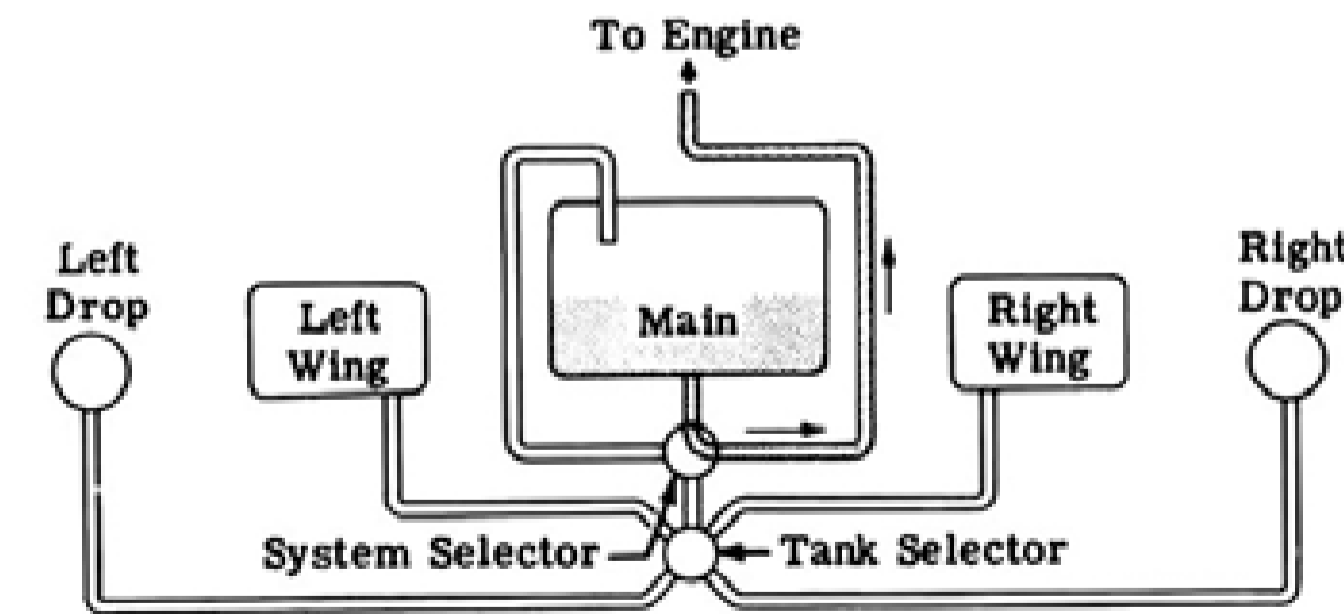 To Engine
Left
Drop
Left
Wing
Main
Right
Wing
Right
Drop
System Selector
Tank Selector